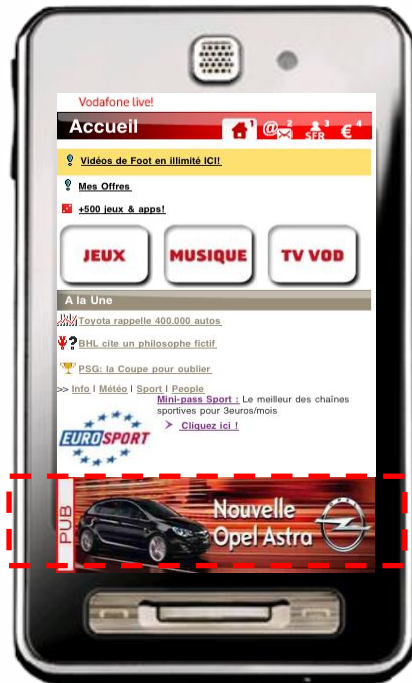 Vodafone live!
Accueil
1
@ 2
SFR 3
€ 4
Vidéos de Foot en illimité ICI!
Mes Offres
+500 jeux & apps!
JEUX MUSIQUE TV VOD
A la Une
Toyota rappelle 400.000 autos
BHL cite un philosophe fictif
PSG: la Coupe pour oublier
>> Info | Météo | Sport | People
Mini-pass Sport : Le meilleur des chaînes
sportives pour 3euros/mois
> Cliquez ici !
EUROSPORT
PUB
Nouvelle
Opel Astra